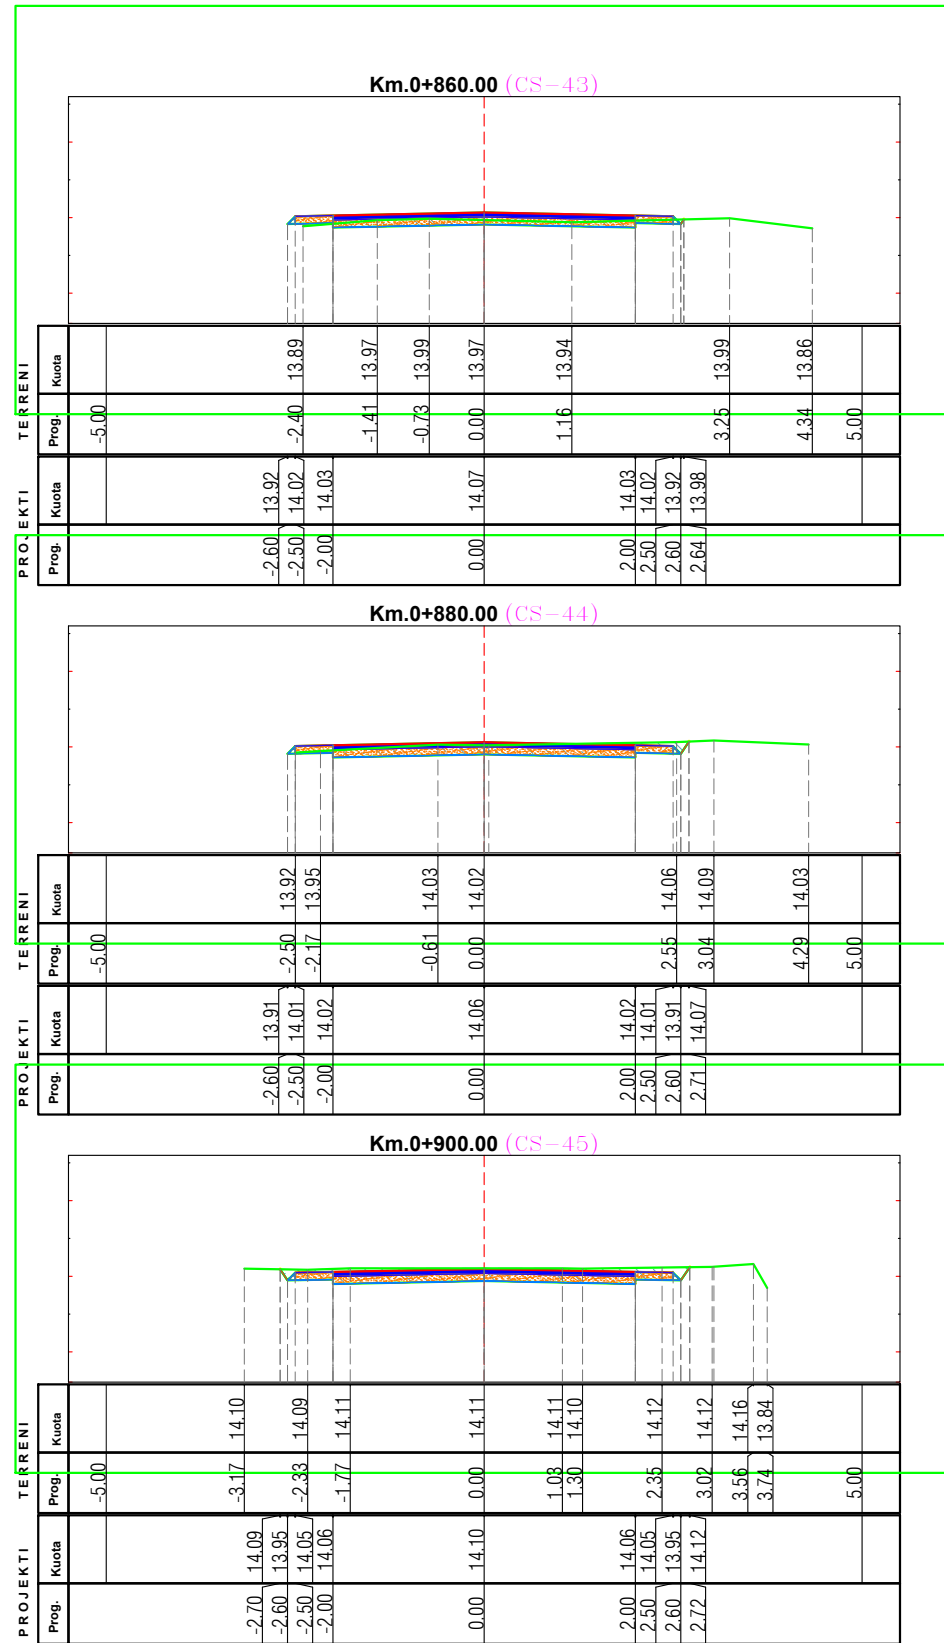 Km.0+860.00 (CS-43)
TERRENI
Kuota 13.89 13.97 13.99 13.97 13.94 13.99 13.86
Prog. -5.00 -2.40 -1.41 -0.73 0.00 1.16 3.25 4.34 5.00
PROJEKTI
Kuota 13.92 14.02 14.03 14.07 14.03 14.02 13.92 13.98
Prog. -2.60 -2.50 -2.00 0.00 2.00 2.50 2.60 2.64
Km.0+880.00 (CS-44)
TERRENI
Kuota 13.92 13.95 14.03 14.02 14.06 14.09 14.03
Prog. -5.00 -2.50 -2.17 -0.61 0.00 2.55 3.04 4.29 5.00
PROJEKTI
Kuota 13.91 14.01 14.02 14.06 14.02 14.01 13.91 14.07
Prog. -2.60 -2.50 -2.00 0.00 2.00 2.50 2.60 2.71
Km.0+900.00 (CS-45)
TERRENI
Kuota 14.10 14.09 14.11 14.11 14.11 14.10 14.12 14.12 14.16 13.84
Prog. -5.00 -3.17 -2.33 -1.77 0.00 1.03 1.30 2.35 3.02 3.56 3.74 5.00
PROJEKTI
Kuota 14.09 13.95 14.05 14.06 14.10 14.06 14.05 13.95 14.12
Prog. -2.70 -2.60 -2.50 -2.00 0.00 2.00 2.50 2.60 2.72